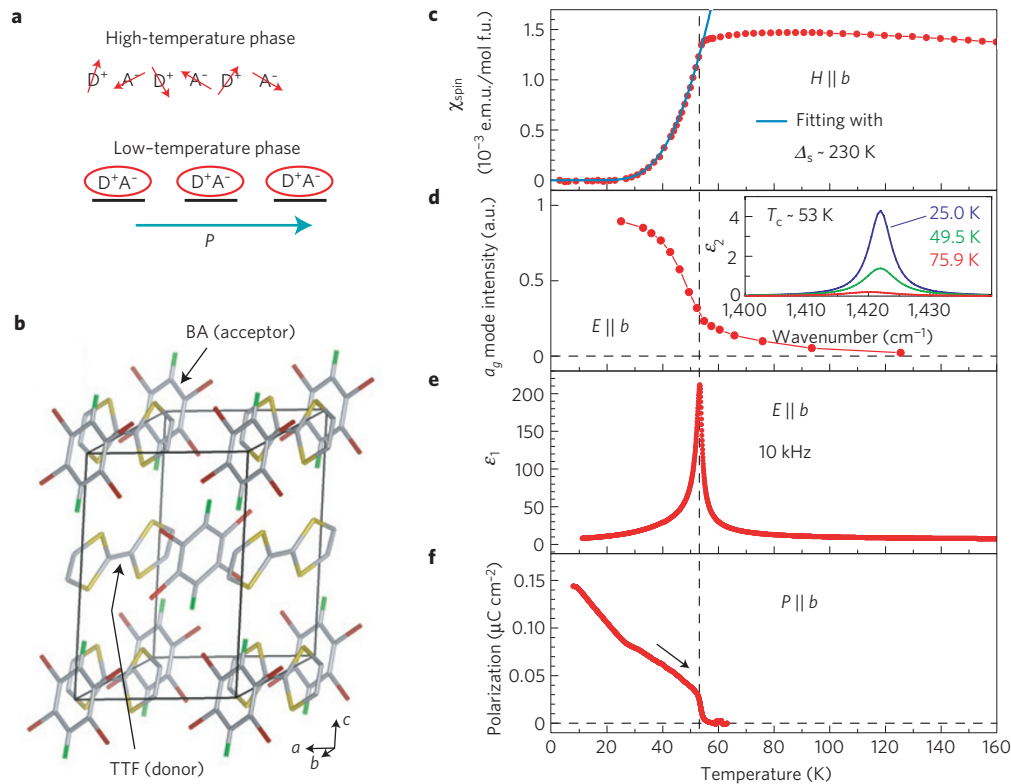 a
High-temperature phase
D⁺ A⁻ D⁺ A⁻ D⁺ A⁻
Low–temperature phase
D⁺A⁻ D⁺A⁻ D⁺A⁻
P
b
BA (acceptor)
TTF (donor)
c
a
b
c
χspin
(10⁻³ e.m.u./mol f.u.)
1.5
1.0
0.5
0
H || b
Fitting with
Δs ~ 230 K
d
ag mode intensity (a.u.)
1
0
E || b
Tc ~ 53 K
25.0 K
49.5 K
75.9 K
ε2
4
2
0
1,400 1,410 1,420 1,430
Wavenumber (cm⁻¹)
e
ε1
200
150
100
50
0
E || b
10 kHz
f
Polarization (μC cm⁻²)
0.15
0.10
0.05
0
P || b
0 20 40 60 80 100 120 140 160
Temperature (K)